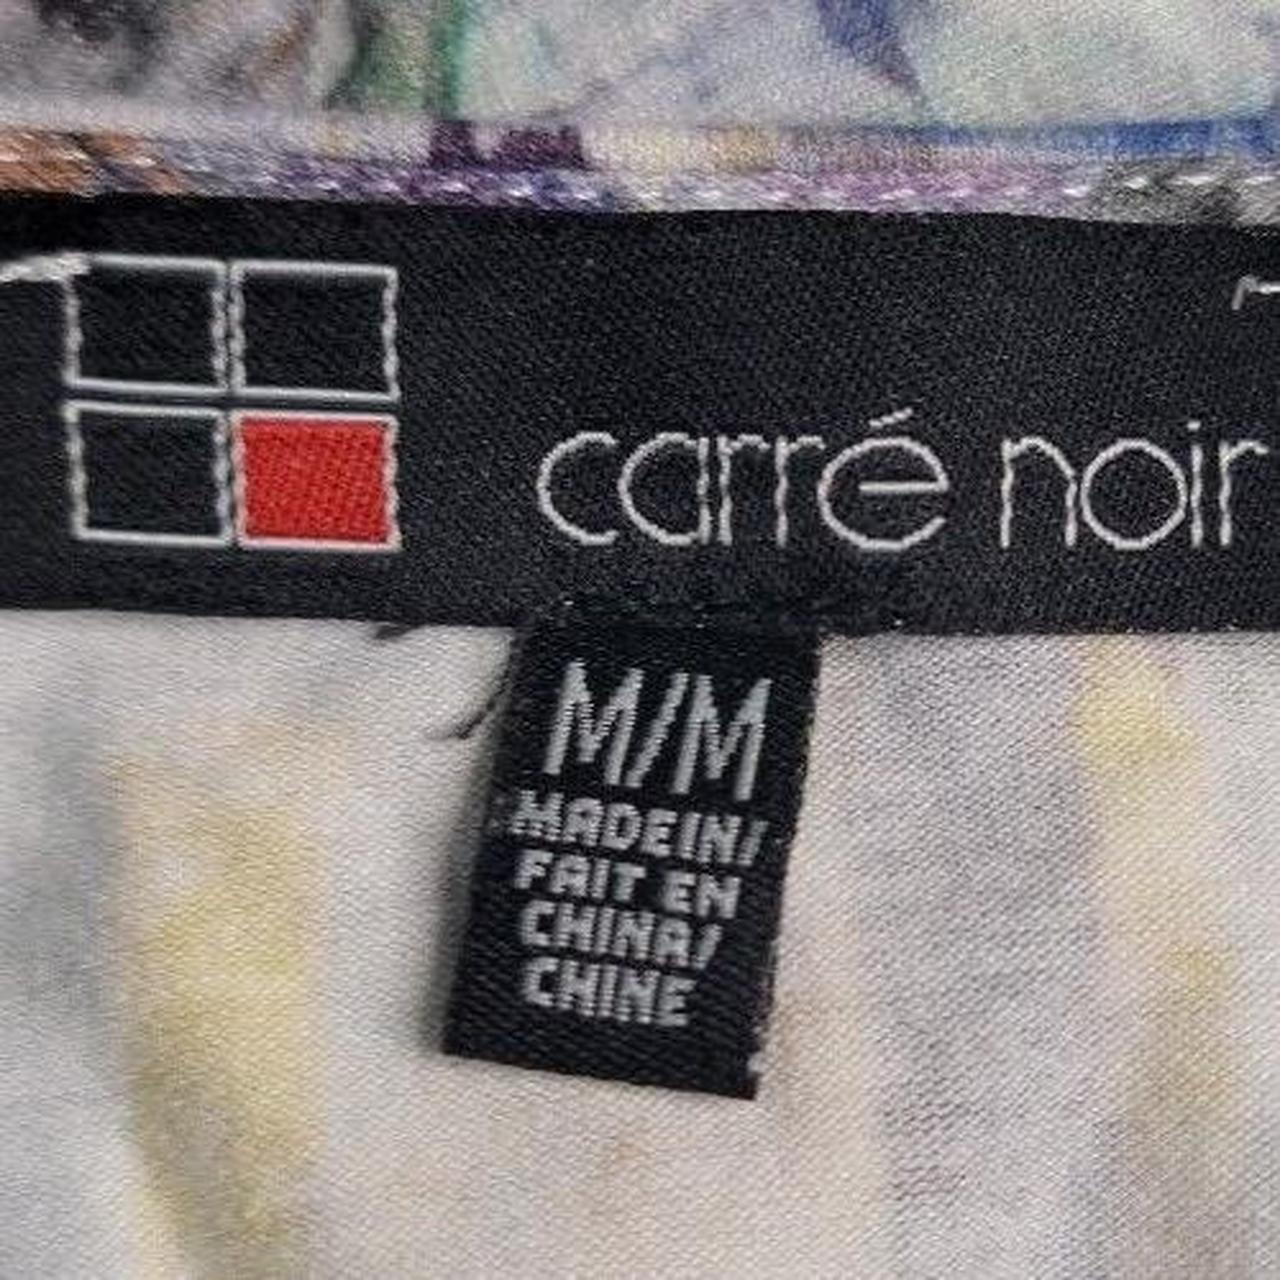 carré noir
M/M
MADE IN/
FAIT EN
CHINA/
CHINE